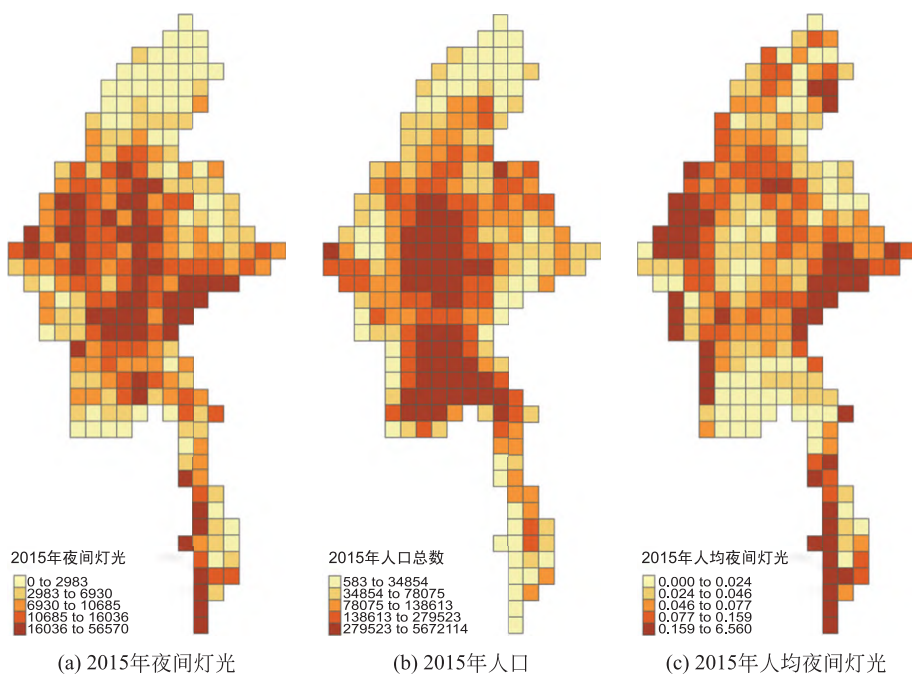 2015年夜间灯光
0 to 2983
2983 to 6930
6930 to 10685
10685 to 16036
16036 to 56570
(a) 2015年夜间灯光
2015年人口总数
583 to 34854
34854 to 78075
78075 to 138613
138613 to 279523
279523 to 5672114
(b) 2015年人口
2015年人均夜间灯光
0.000 to 0.024
0.024 to 0.046
0.046 to 0.077
0.077 to 0.159
0.159 to 6.560
(c) 2015年人均夜间灯光